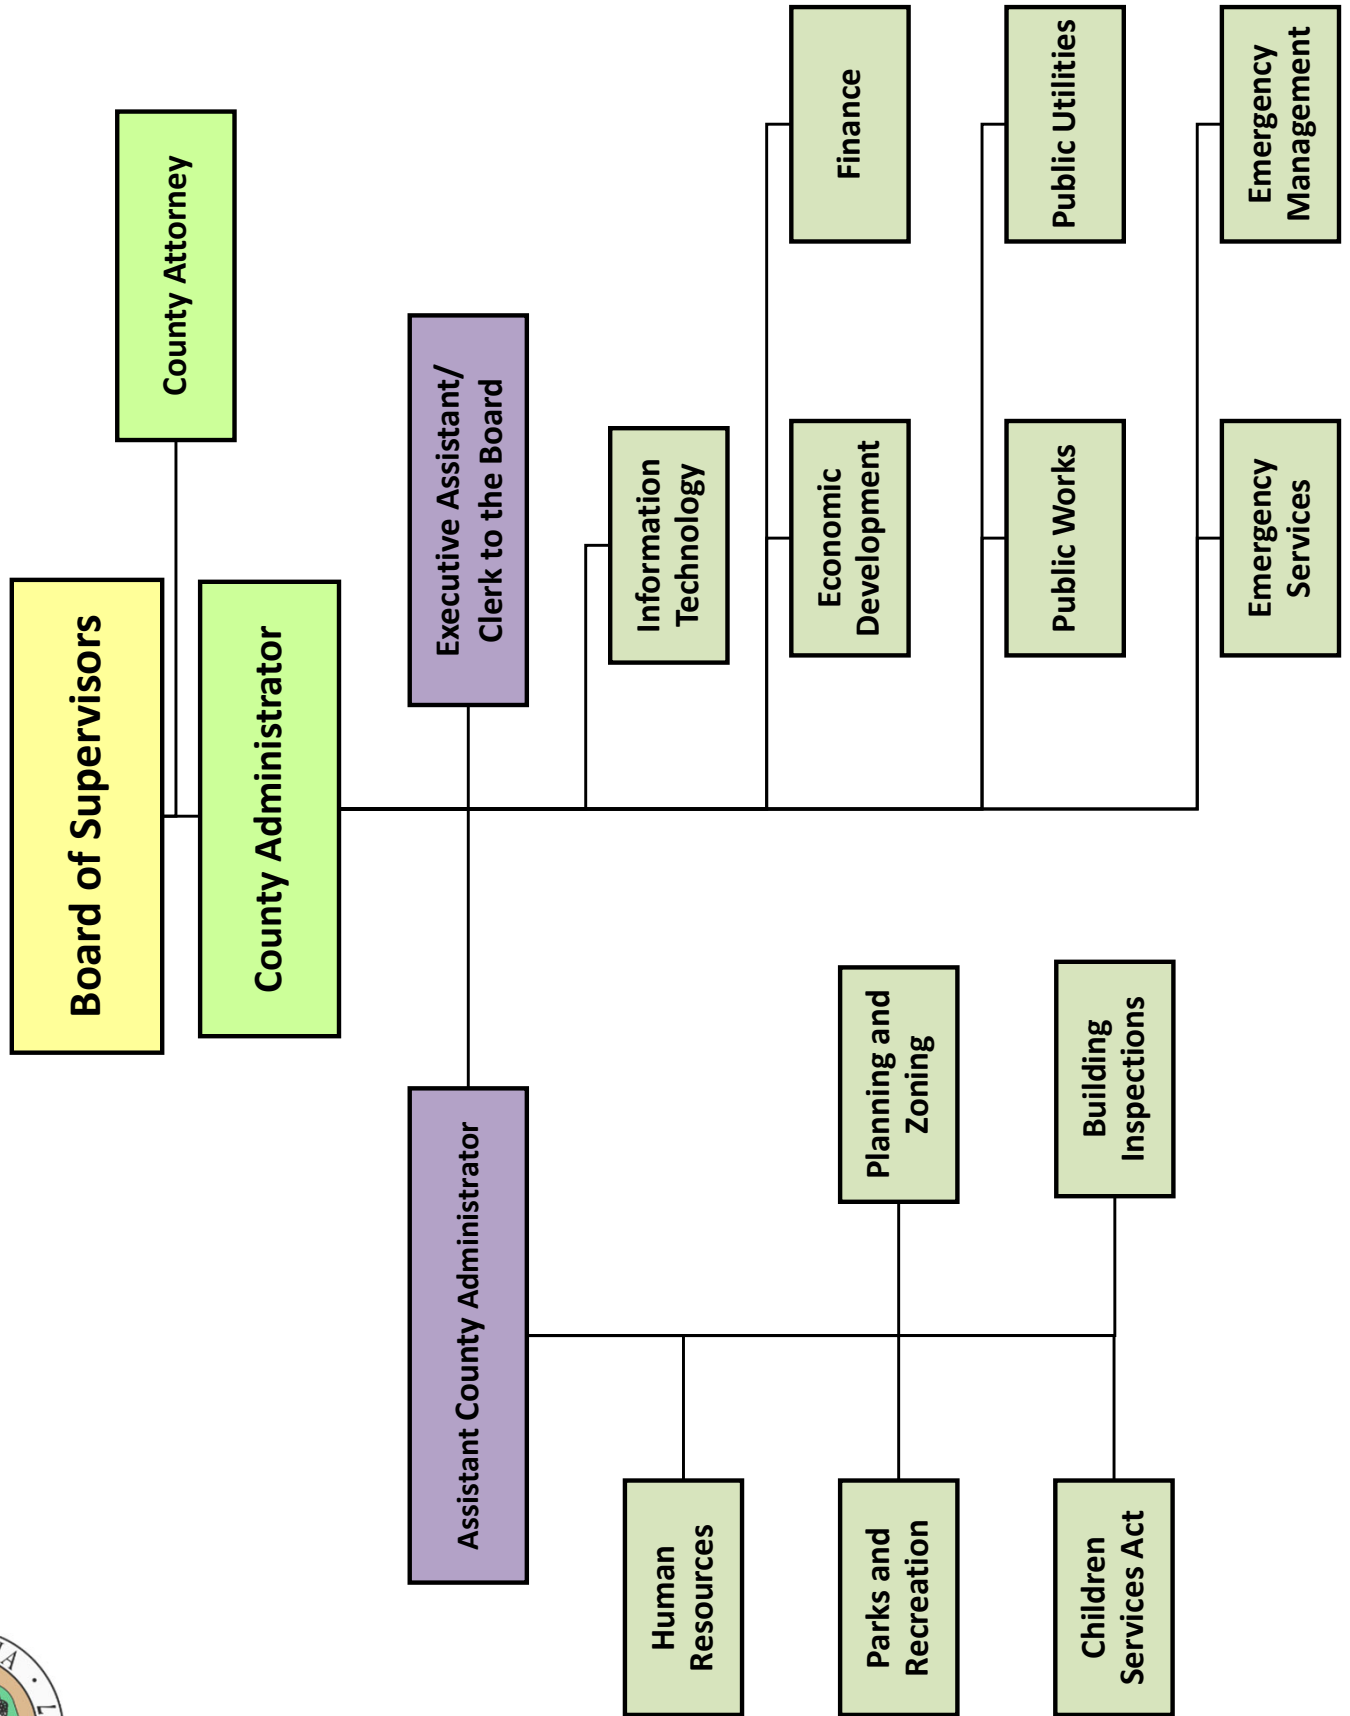 Board of Supervisors
County Attorney
County Administrator
Assistant County Administrator
Executive Assistant/
Clerk to the Board
Human
Resources
Information
Technology
Parks and
Recreation
Planning and
Zoning
Economic
Development
Finance
Children
Services Act
Building
Inspections
Public Works
Public Utilities
Emergency
Services
Emergency
Management